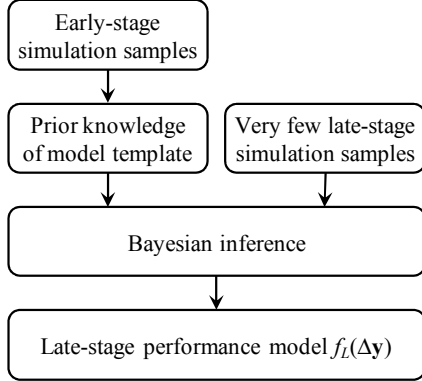 Early-stage
simulation samples
Prior knowledge
of model template
Very few late-stage
simulation samples
Bayesian inference
Late-stage performance model f_L(Δy)